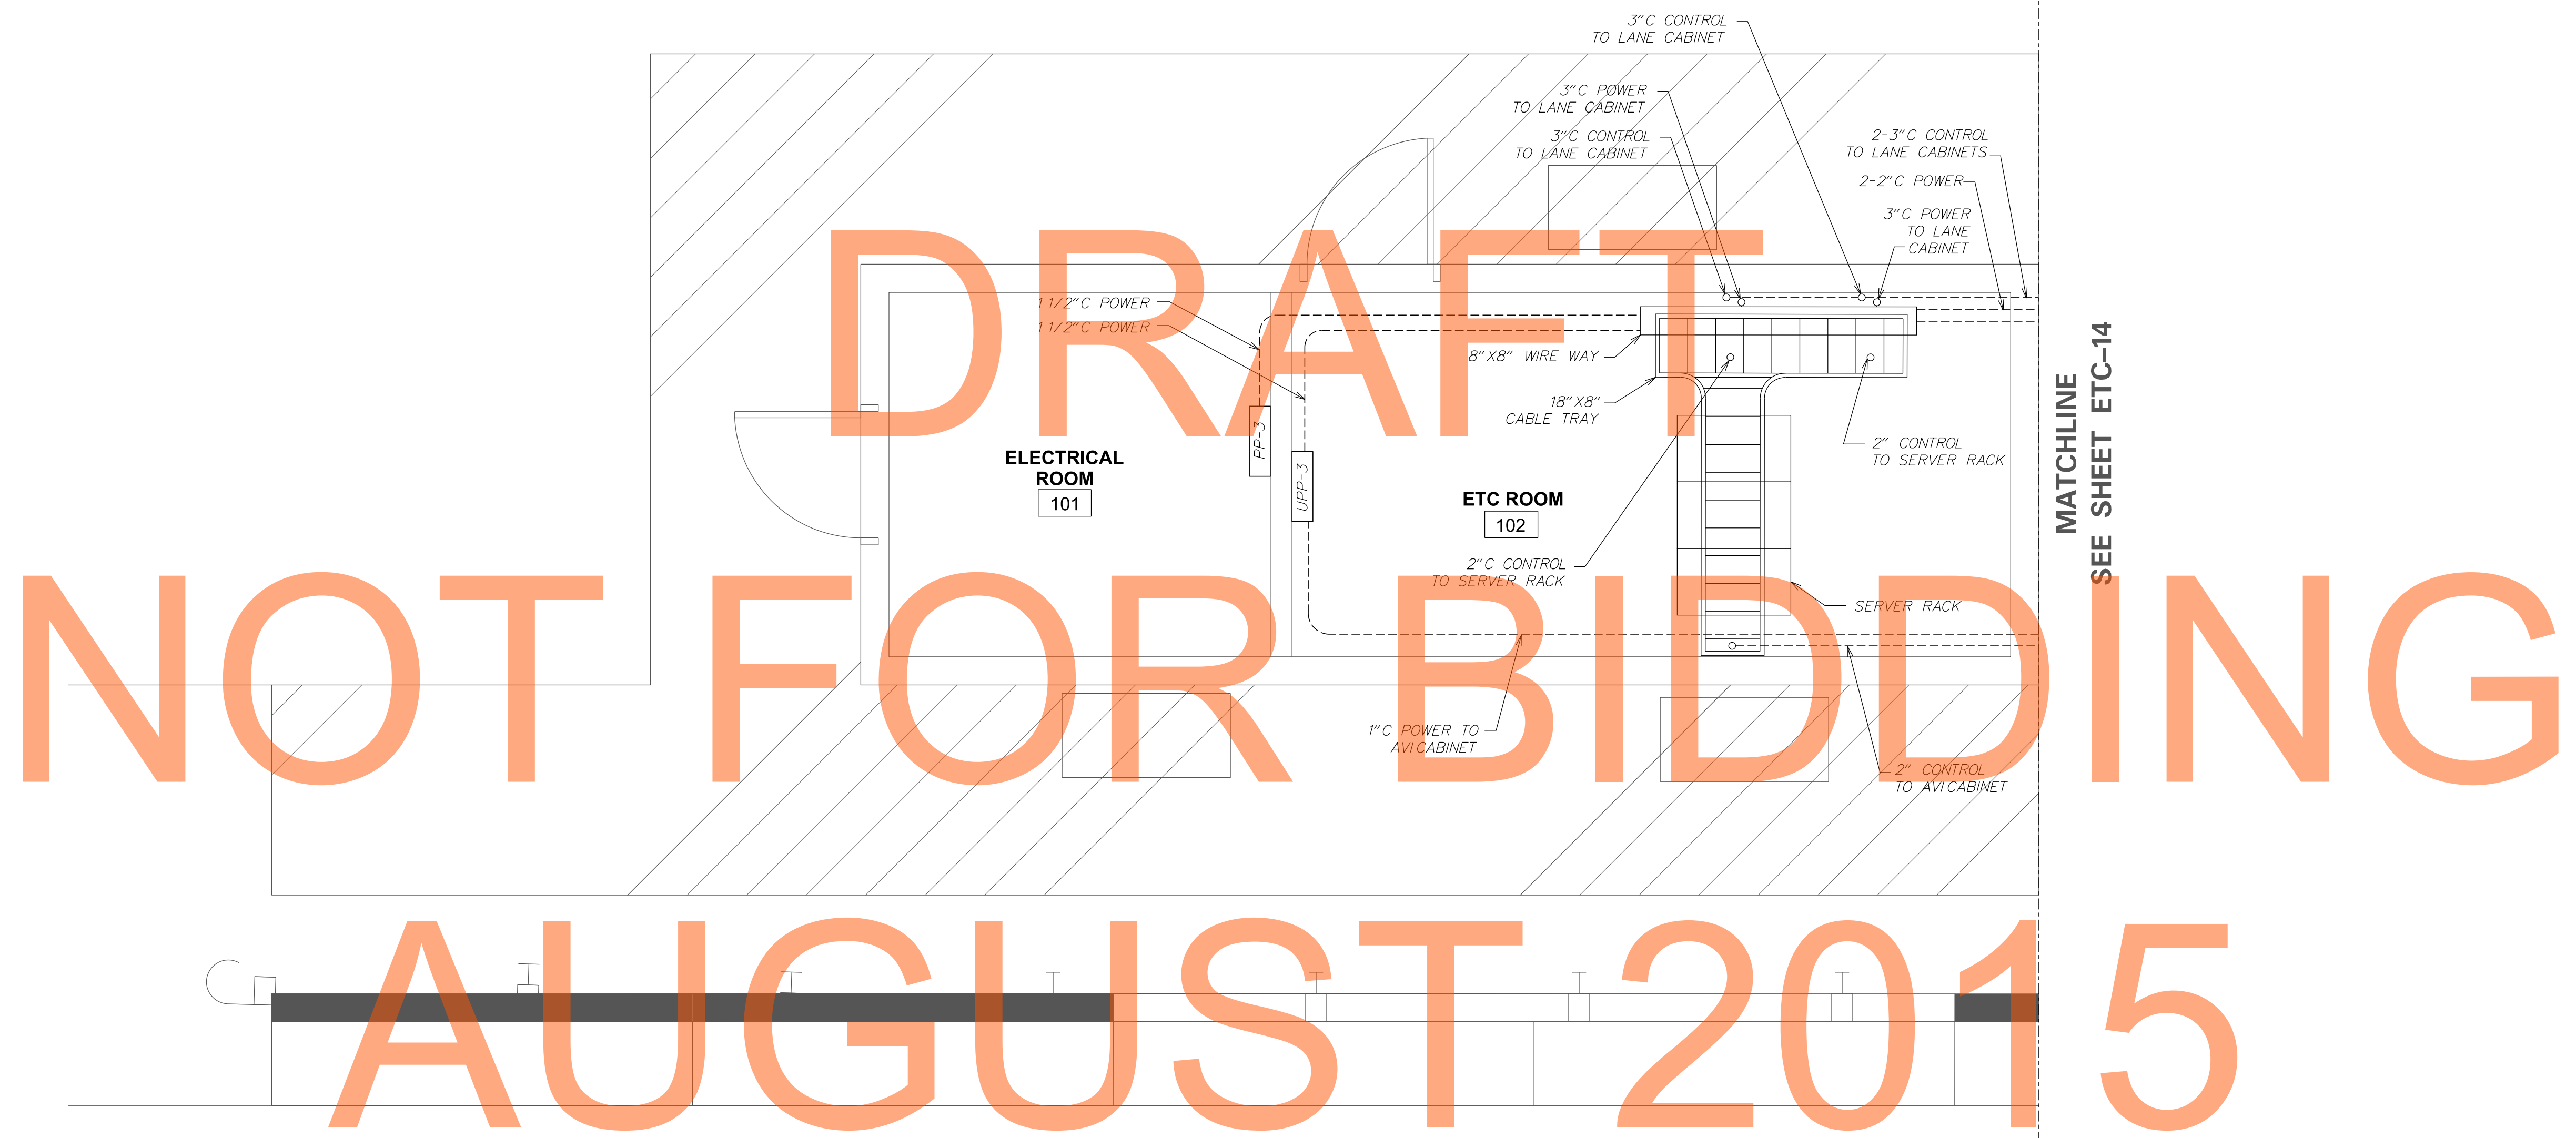 3"C CONTROL
TO LANE CABINET
3"C POWER
TO LANE CABINET
3"C CONTROL
TO LANE CABINET
2-3"C CONTROL
TO LANE CABINETS
2-2"C POWER
3"C POWER
TO LANE
CABINET
DRAFT
1 1/2"C POWER
1 1/2"C POWER
8"X8" WIRE WAY
18"X8"
CABLE TRAY
PP-3
UPP-3
ELECTRICAL
ROOM
101
ETC ROOM
102
2" CONTROL
TO SERVER RACK
2"C CONTROL
TO SERVER RACK
SERVER RACK
MATCHLINE
SEE SHEET ETC-14
NOT FOR BIDDING
1"C POWER TO
AVI CABINET
2" CONTROL
TO AVI CABINET
AUGUST 2015